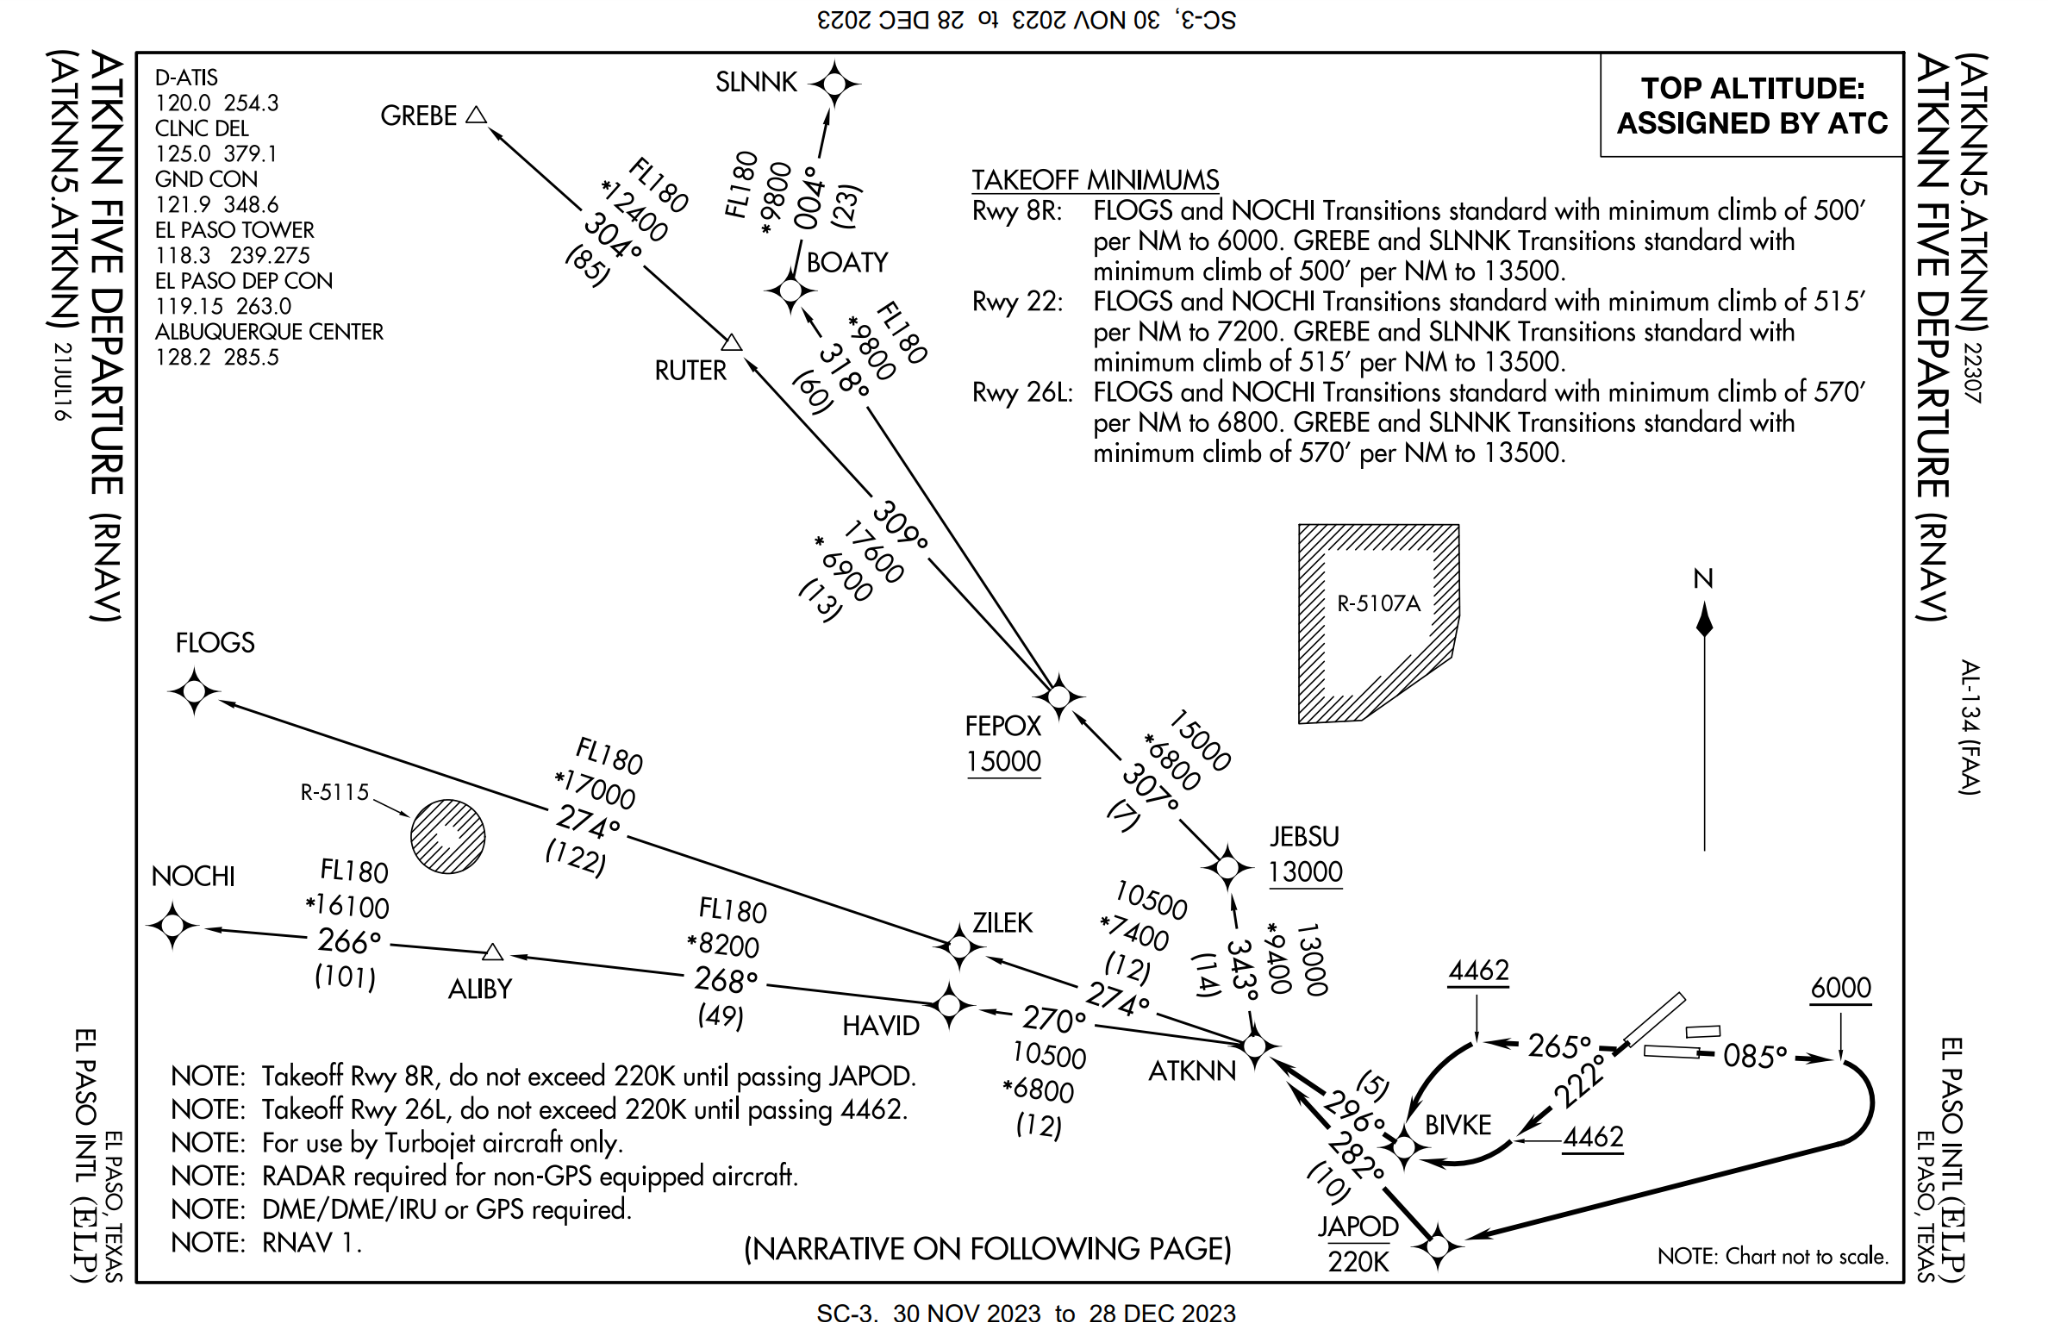 SC-3, 30 NOV 2023 to 28 DEC 2023
(ATKNN5.ATKNN) 21JUL16
ATKNN FIVE DEPARTURE (RNAV)
EL PASO INTL (ELP)
EL PASO, TEXAS
(ATKNN5.ATKNN) 22307
ATKNN FIVE DEPARTURE (RNAV)
AL-134 (FAA)
EL PASO INTL (ELP)
EL PASO, TEXAS
D-ATIS
120.0 254.3
CLNC DEL
125.0 379.1
GND CON
121.9 348.6
EL PASO TOWER
118.3 239.275
EL PASO DEP CON
119.15 263.0
ALBUQUERQUE CENTER
128.2 285.5
TOP ALTITUDE:
ASSIGNED BY ATC
TAKEOFF MINIMUMS
Rwy 8R: FLOGS and NOCHI Transitions standard with minimum climb of 500'
per NM to 6000. GREBE and SLNNK Transitions standard with
minimum climb of 500' per NM to 13500.
Rwy 22: FLOGS and NOCHI Transitions standard with minimum climb of 515'
per NM to 7200. GREBE and SLNNK Transitions standard with
minimum climb of 515' per NM to 13500.
Rwy 26L: FLOGS and NOCHI Transitions standard with minimum climb of 570'
per NM to 6800. GREBE and SLNNK Transitions standard with
minimum climb of 570' per NM to 13500.
SLNNK
GREBE
FL180
*12400
304°
(85)
FL180
*9800
004°
(23)
BOATY
FL180
*9800
318°
(60)
RUTER
309°
17600
*6900
(13)
R-5107A
N
FLOGS
FEPOX
15000
15000
*6800
307°
(7)
FL180
*17000
274°
(122)
R-5115
JEBSU
13000
NOCHI
FL180
*16100
266°
(101)
ALIBY
FL180
*8200
268°
(49)
ZILEK
HAVID
10500
*7400
(12)
274°
270°
10500
*6800
(12)
13000
*9400
343°
(14)
ATKNN
4462
6000
265°
085°
222°
4462
BIVKE
(5)
296°
282°
(10)
JAPOD
220K
NOTE: Takeoff Rwy 8R, do not exceed 220K until passing JAPOD.
NOTE: Takeoff Rwy 26L, do not exceed 220K until passing 4462.
NOTE: For use by Turbojet aircraft only.
NOTE: RADAR required for non-GPS equipped aircraft.
NOTE: DME/DME/IRU or GPS required.
NOTE: RNAV 1.
(NARRATIVE ON FOLLOWING PAGE)
NOTE: Chart not to scale.
SC-3, 30 NOV 2023 to 28 DEC 2023